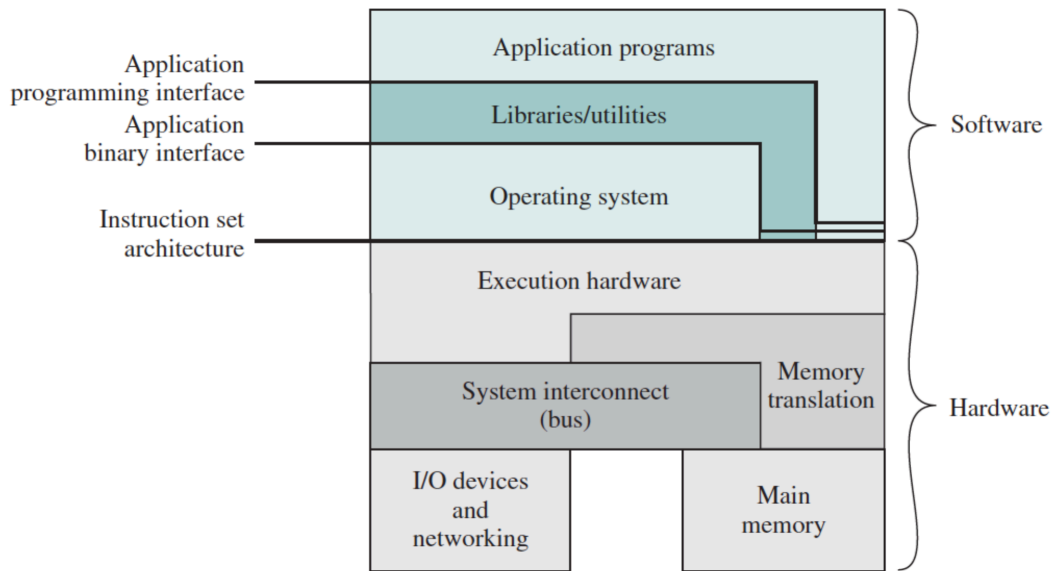 Application programs
Application
programming interface
Libraries/utilities
Application
binary interface
Software
Operating system
Instruction set
architecture
Execution hardware
Memory
translation
System interconnect
(bus)
Hardware
I/O devices
and
networking
Main
memory